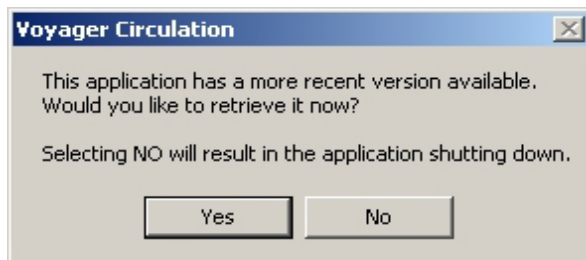 Voyager Circulation
This application has a more recent version available.
Would you like to retrieve it now?
Selecting NO will result in the application shutting down.
Yes
No